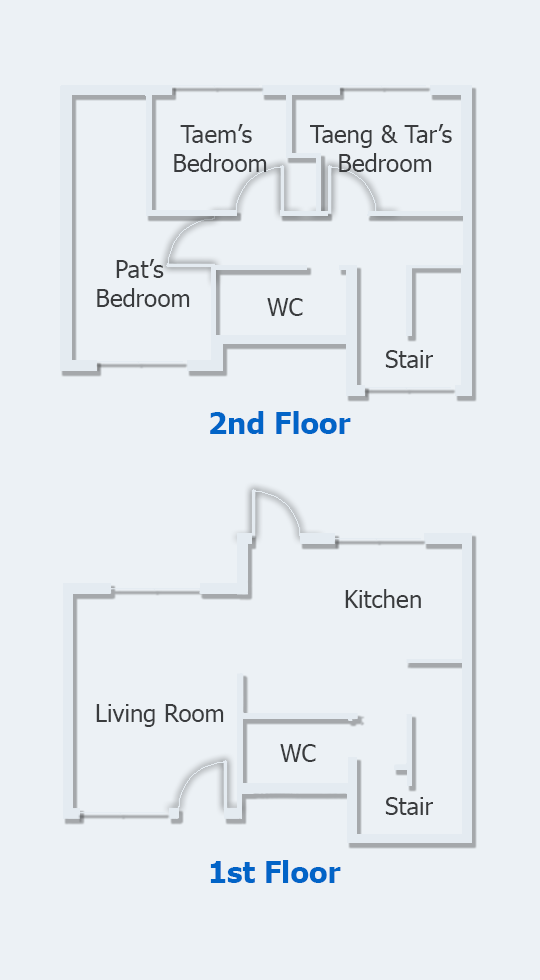 Taem’s
Bedroom
Taeng & Tar’s
Bedroom
Pat’s
Bedroom
WC
Stair
2nd Floor
Kitchen
Living Room
WC
Stair
1st Floor